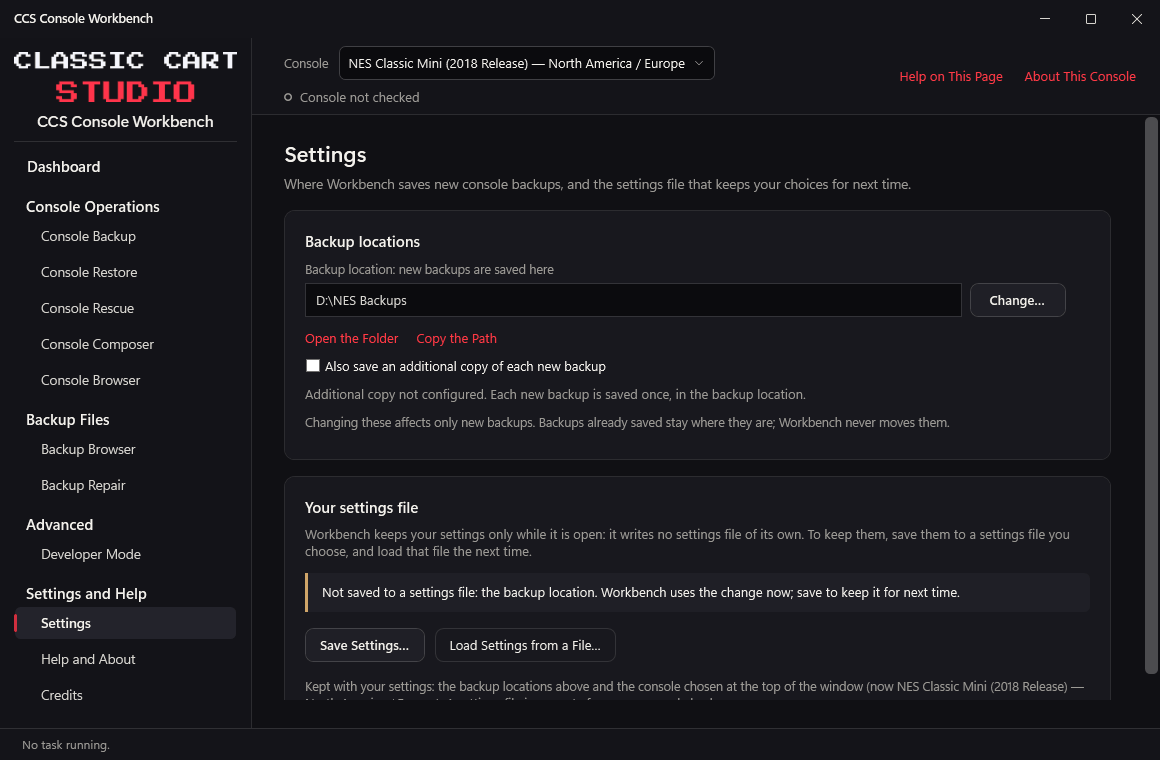 CCS Console Workbench
CLASSIC CART
STUDIO
CCS Console Workbench
Dashboard
Console Operations
Console Backup
Console Restore
Console Rescue
Console Composer
Console Browser
Backup Files
Backup Browser
Backup Repair
Advanced
Developer Mode
Settings and Help
Settings
Help and About
Credits
Console
NES Classic Mini (2018 Release) — North America / Europe
Console not checked
Help on This Page
About This Console
Settings
Where Workbench saves new console backups, and the settings file that keeps your choices for next time.
Backup locations
Backup location: new backups are saved here
D:\NES Backups
Change...
Open the Folder
Copy the Path
Also save an additional copy of each new backup
Additional copy not configured. Each new backup is saved once, in the backup location.
Changing these affects only new backups. Backups already saved stay where they are; Workbench never moves them.
Your settings file
Workbench keeps your settings only while it is open: it writes no settings file of its own. To keep them, save them to a settings file you
choose, and load that file the next time.
Not saved to a settings file: the backup location. Workbench uses the change now; save to keep it for next time.
Save Settings...
Load Settings from a File...
Kept with your settings: the backup locations above and the console chosen at the top of the window (now NES Classic Mini (2018 Release) —
No task running.